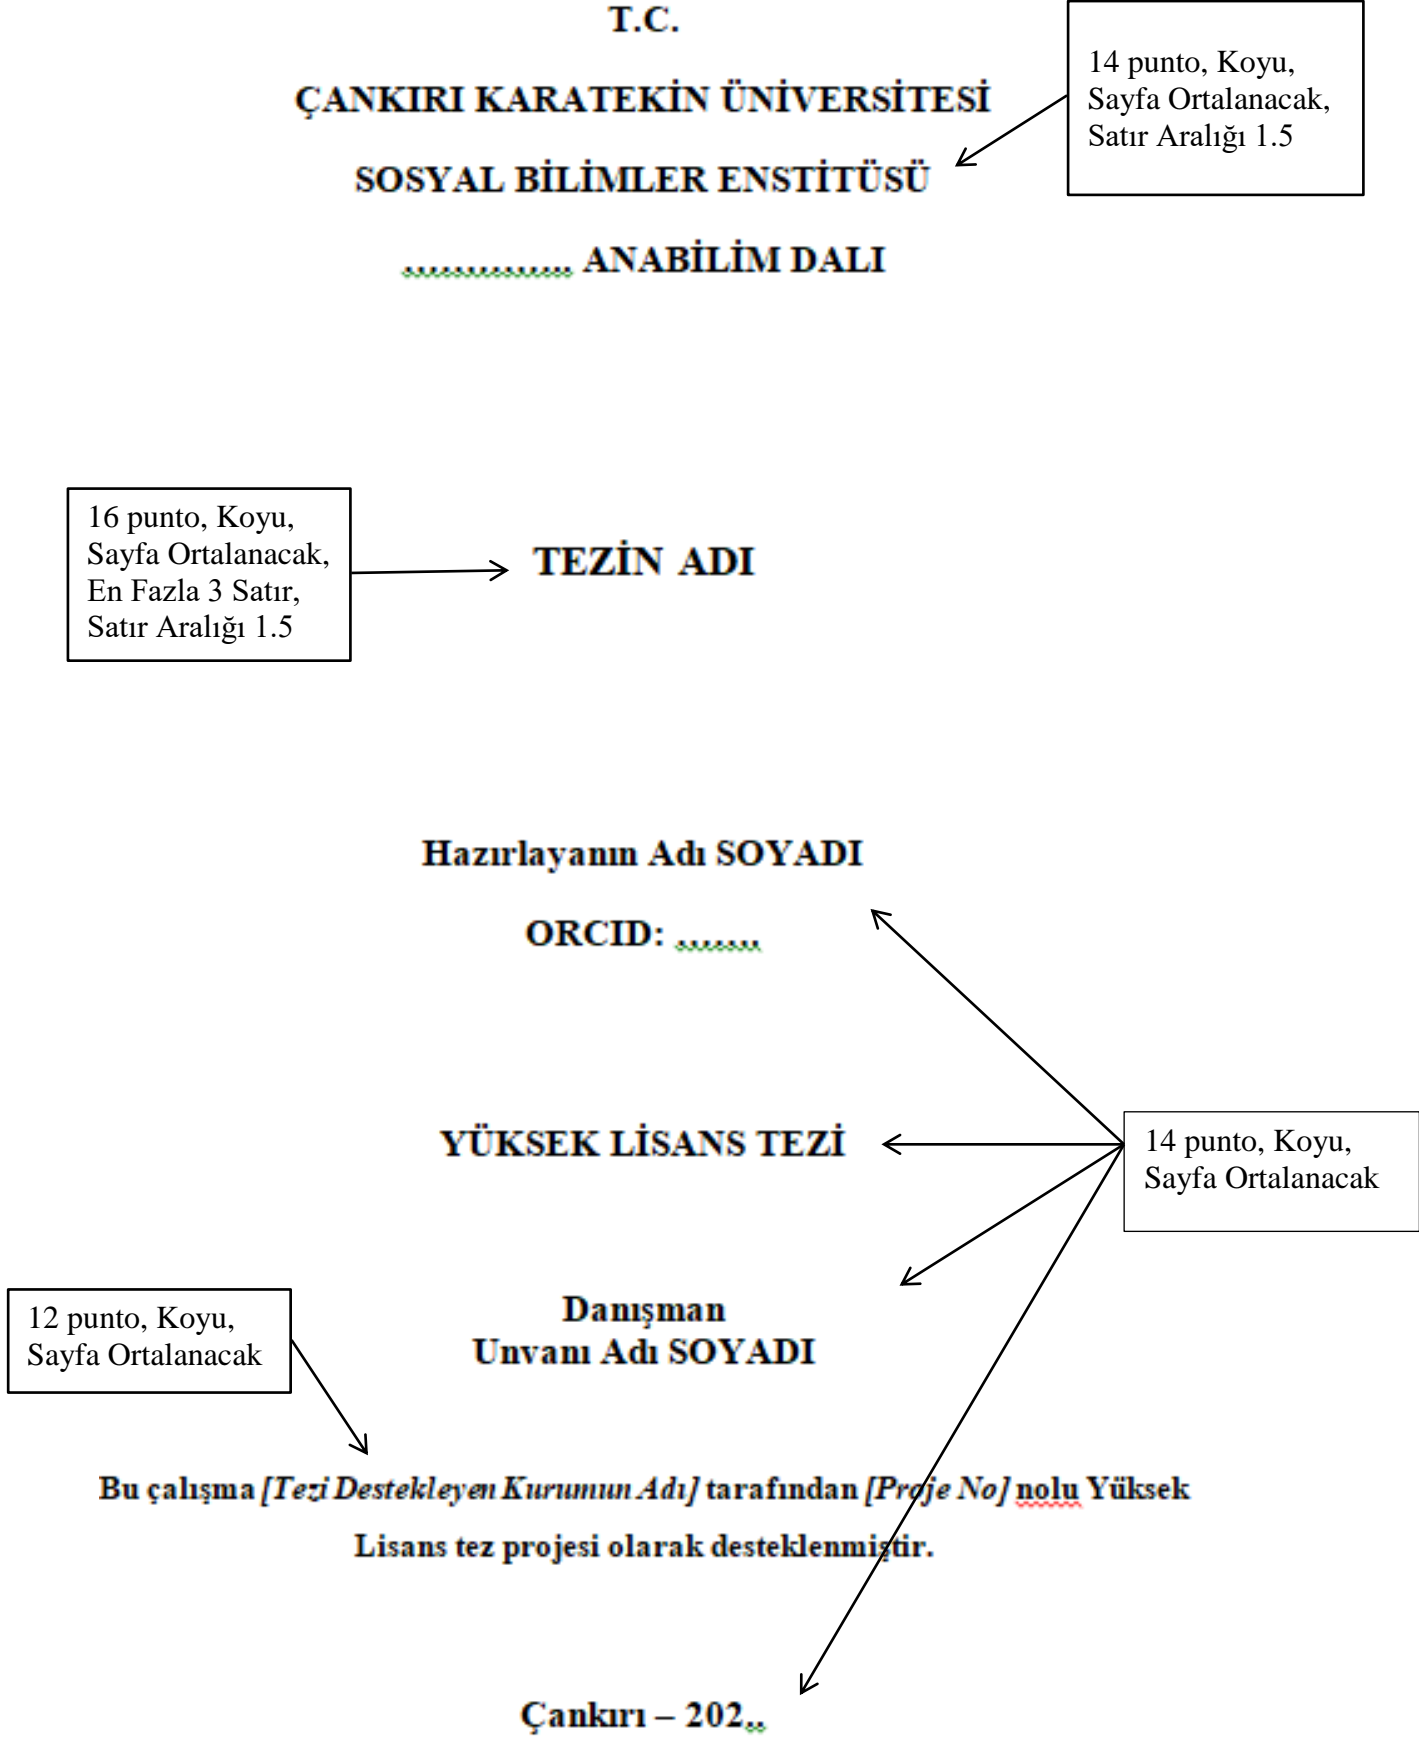 T.C.
ÇANKIRI KARATEKİN ÜNİVERSİTESİ
SOSYAL BİLİMLER ENSTİTÜSÜ
.............. ANABİLİM DALI
14 punto, Koyu,
Sayfa Ortalanacak,
Satır Aralığı 1.5
16 punto, Koyu,
Sayfa Ortalanacak,
En Fazla 3 Satır,
Satır Aralığı 1.5
TEZİN ADI
Hazırlayanın Adı SOYADI
ORCID: .......
YÜKSEK LİSANS TEZİ
14 punto, Koyu,
Sayfa Ortalanacak
Danışman
Unvanı Adı SOYADI
12 punto, Koyu,
Sayfa Ortalanacak
Bu çalışma [Tezi Destekleyen Kurumun Adı] tarafından [Proje No] nolu Yüksek
Lisans tez projesi olarak desteklenmiştir.
Çankırı – 202..